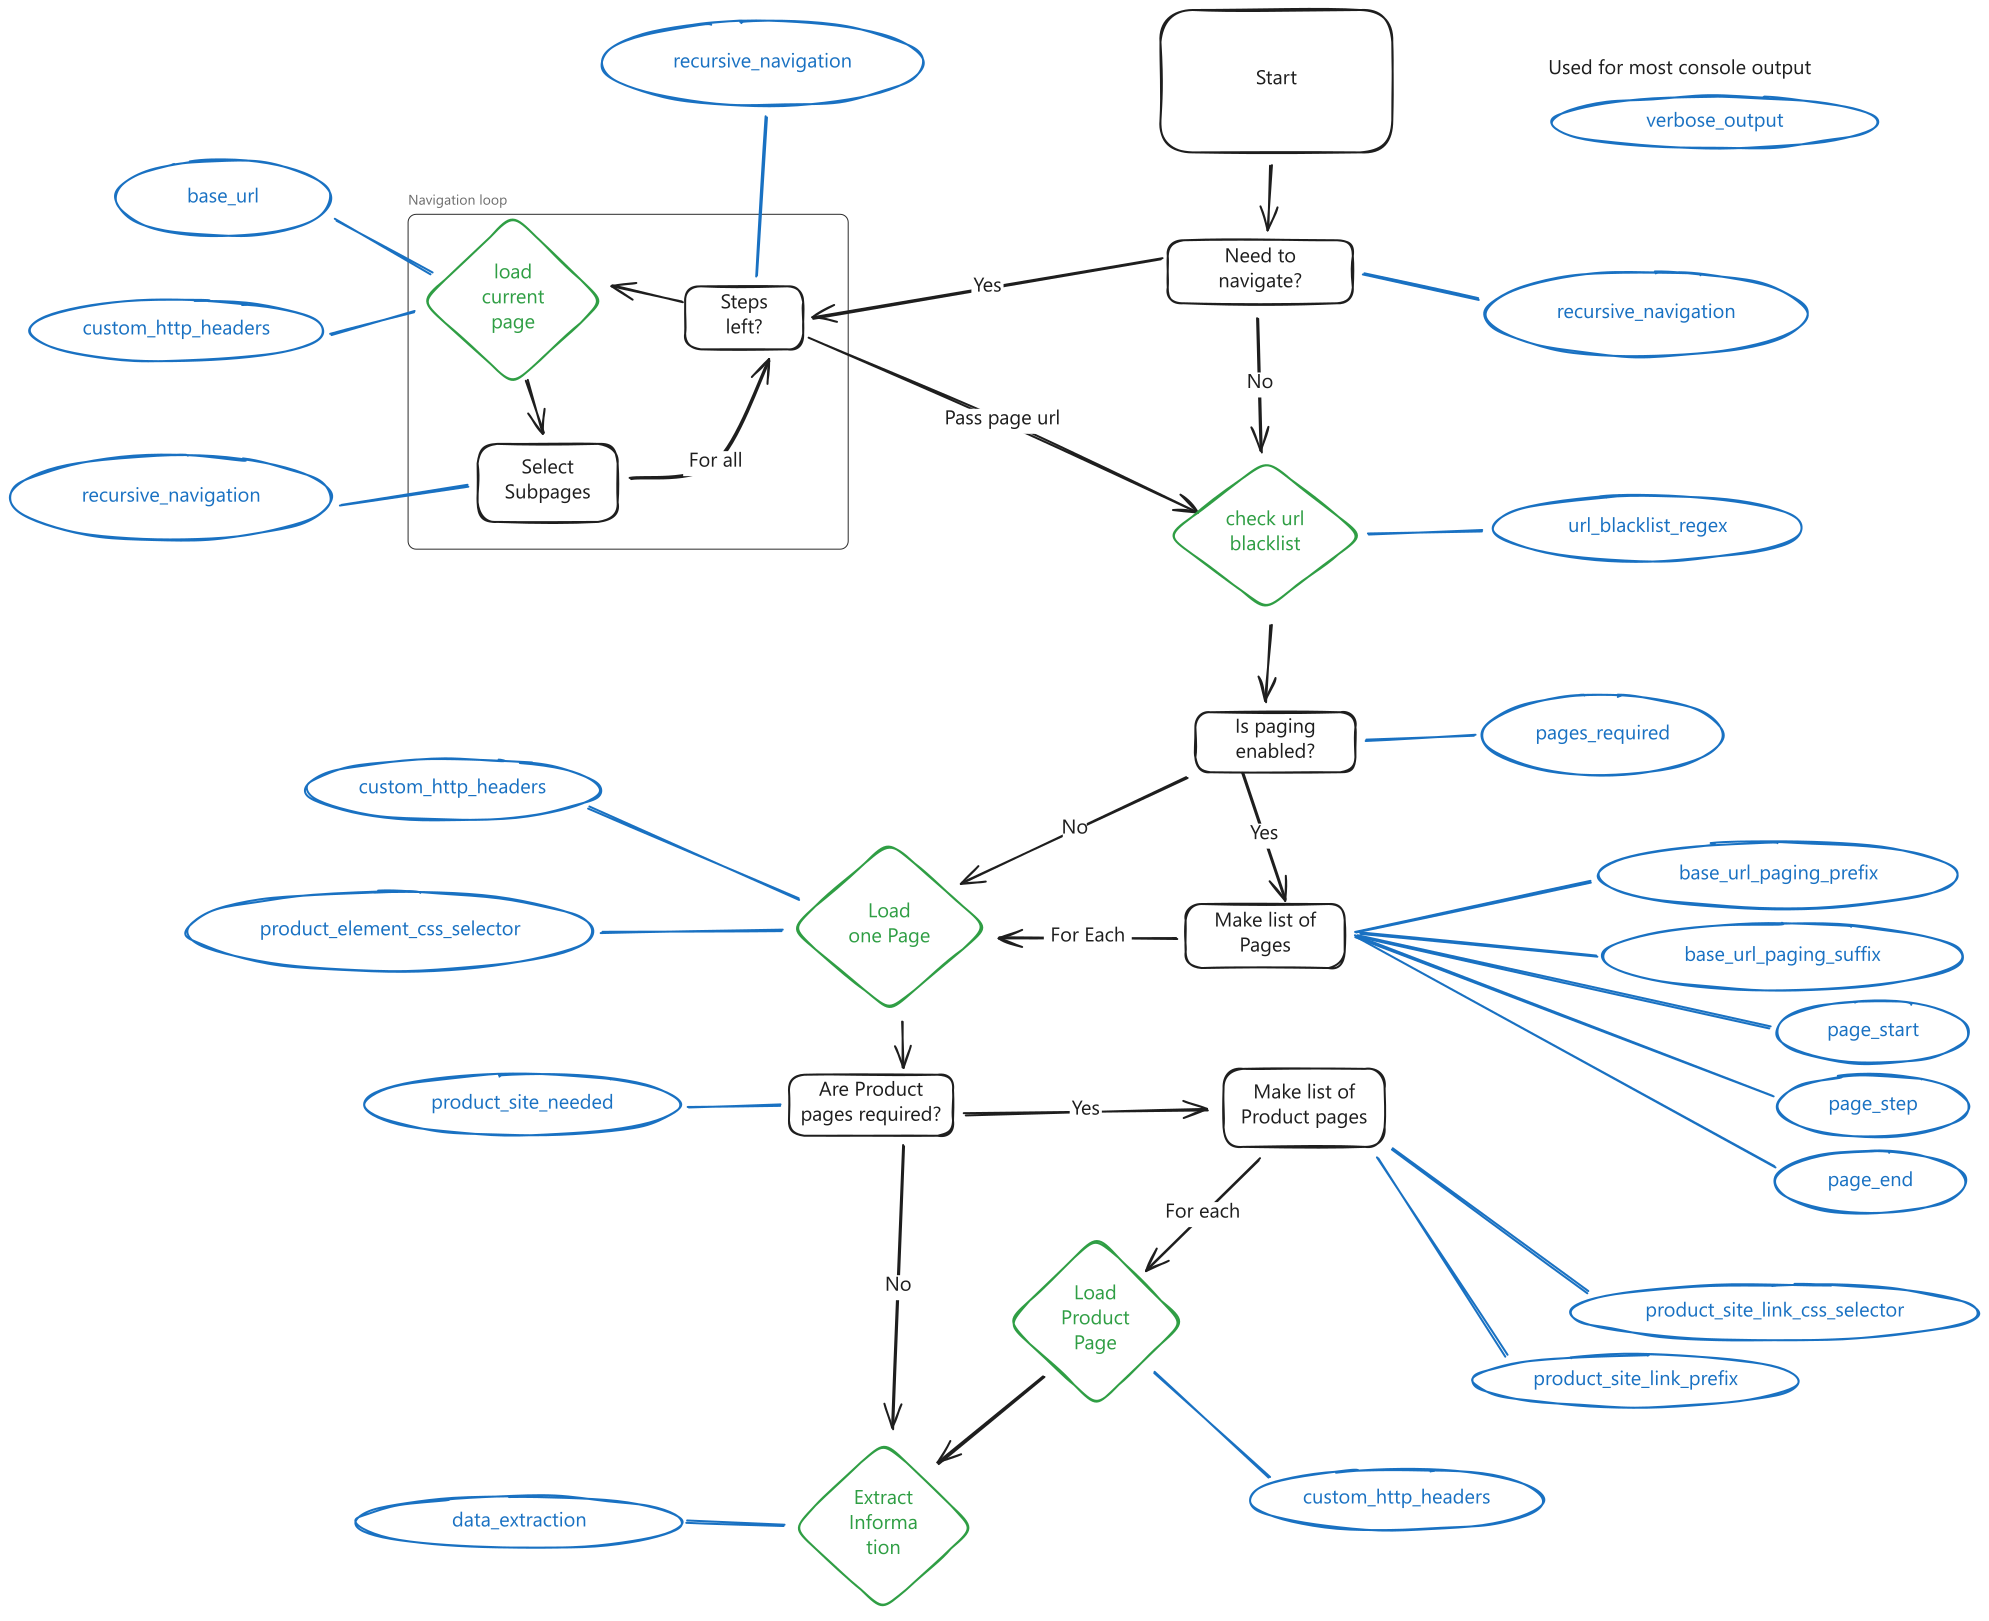 recursive_navigation
Start
Used for most console output
verbose_output
base_url
Navigation loop
load
current
page
Steps
left?
Yes
Need to
navigate?
recursive_navigation
custom_http_headers
No
Pass page url
recursive_navigation
Select
Subpages
For all
check url
blacklist
url_blacklist_regex
Is paging
enabled?
pages_required
custom_http_headers
No
Yes
base_url_paging_prefix
product_element_css_selector
Load
one Page
For Each
Make list of
Pages
base_url_paging_suffix
page_start
product_site_needed
Are Product
pages required?
Yes
Make list of
Product pages
page_step
page_end
For each
No
Load
Product
Page
product_site_link_css_selector
product_site_link_prefix
data_extraction
Extract
Informa
tion
custom_http_headers